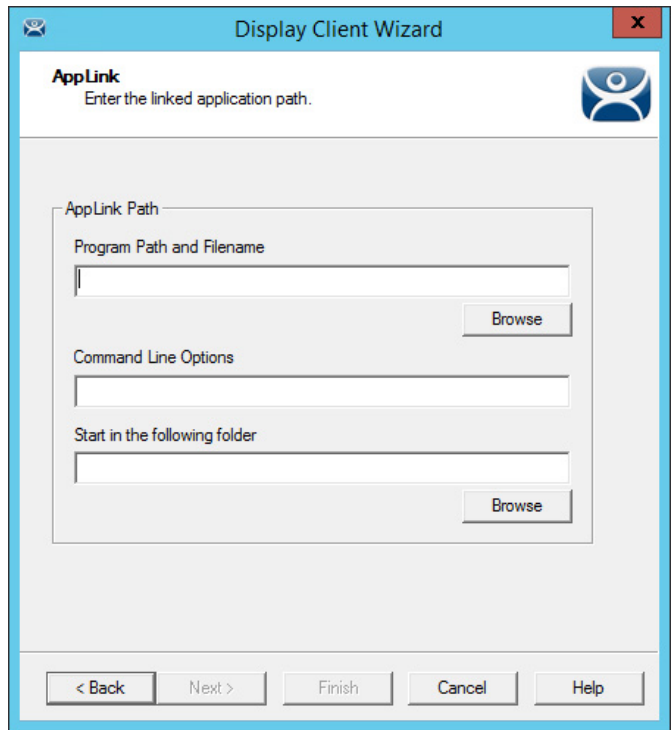 Display Client Wizard
x
AppLink
Enter the linked application path.
AppLink Path
Program Path and Filename
Browse
Command Line Options
Start in the following folder
Browse
< Back Next > Finish Cancel Help